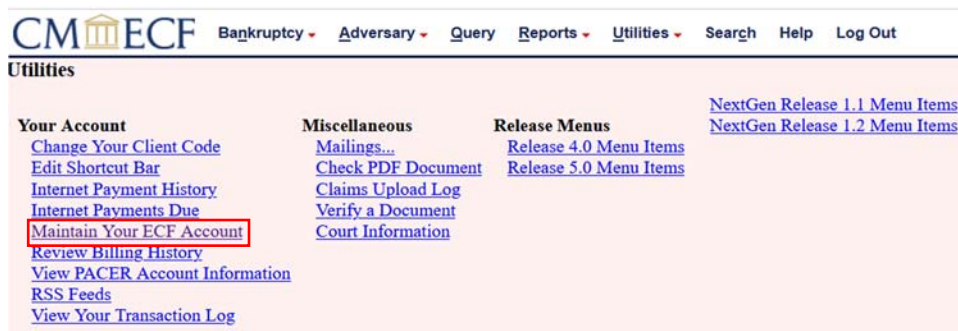 CM ECF Bankruptcy Adversary Query Reports Utilities Search Help Log Out
Utilities
NextGen Release 1.1 Menu Items
NextGen Release 1.2 Menu Items
Your Account
Change Your Client Code
Edit Shortcut Bar
Internet Payment History
Internet Payments Due
Maintain Your ECF Account
Review Billing History
View PACER Account Information
RSS Feeds
View Your Transaction Log
Miscellaneous
Mailings...
Check PDF Document
Claims Upload Log
Verify a Document
Court Information
Release Menus
Release 4.0 Menu Items
Release 5.0 Menu Items